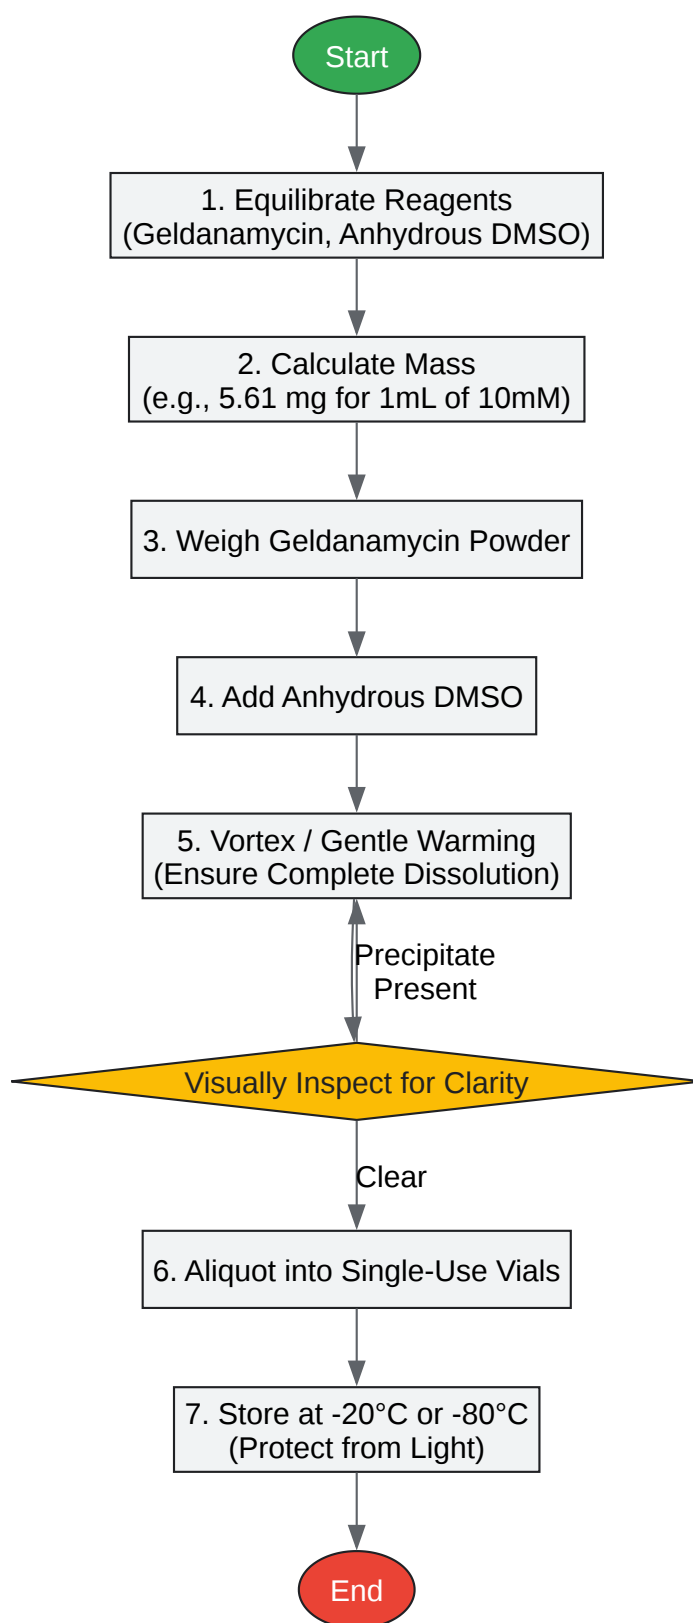 Start
1. Equilibrate Reagents
(Geldanamycin, Anhydrous DMSO)
2. Calculate Mass
(e.g., 5.61 mg for 1mL of 10mM)
3. Weigh Geldanamycin Powder
4. Add Anhydrous DMSO
5. Vortex / Gentle Warming
(Ensure Complete Dissolution)
Precipitate
Present
Visually Inspect for Clarity
Clear
6. Aliquot into Single-Use Vials
7. Store at -20°C or -80°C
(Protect from Light)
End